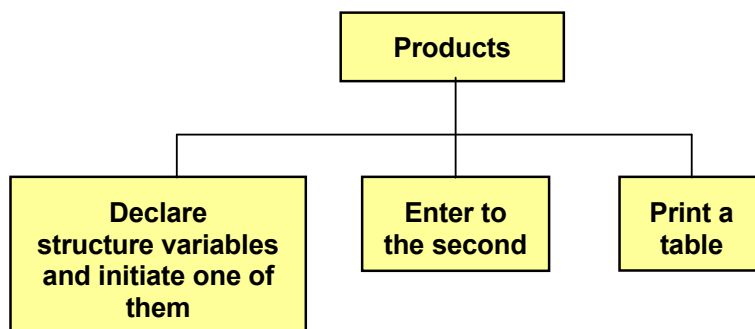 Products
Declare
structure variables
and initiate one of
them
Enter to
the second
Print a
table